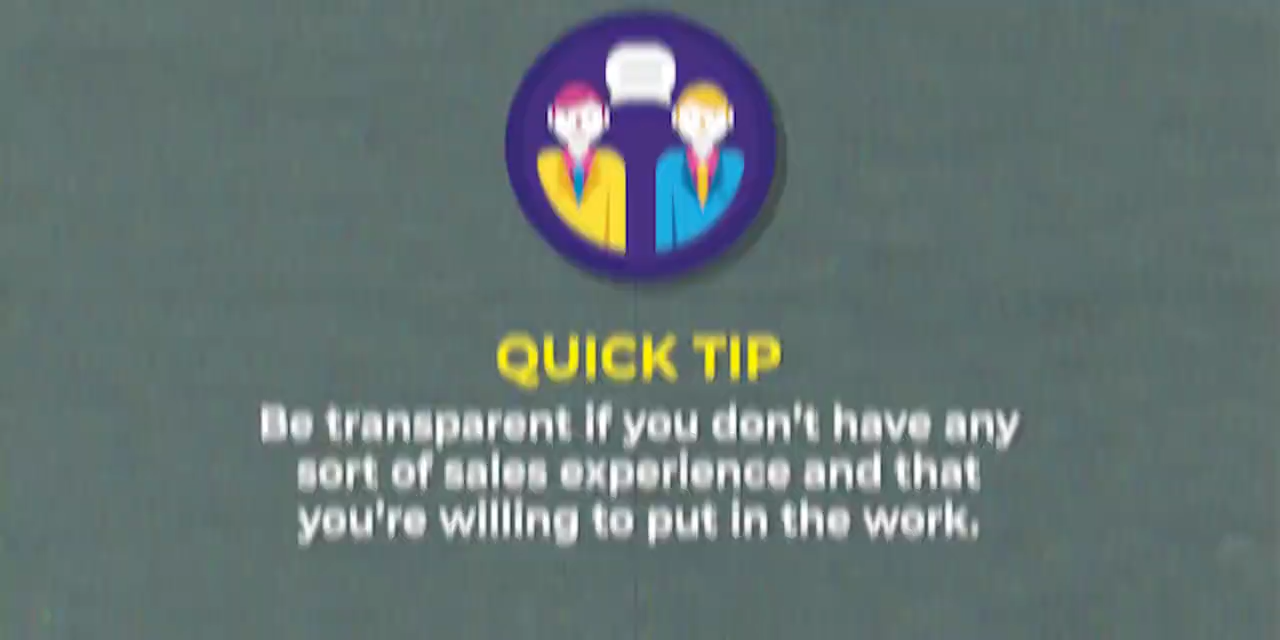 QUICK TIP
Be transparent if you don't have any
sort of sales experience and that
you're willing to put in the work.